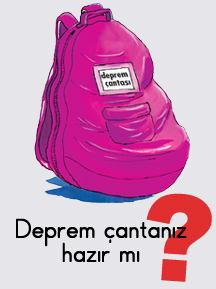 deprem
çantası
Deprem çantanız
hazır mı
?